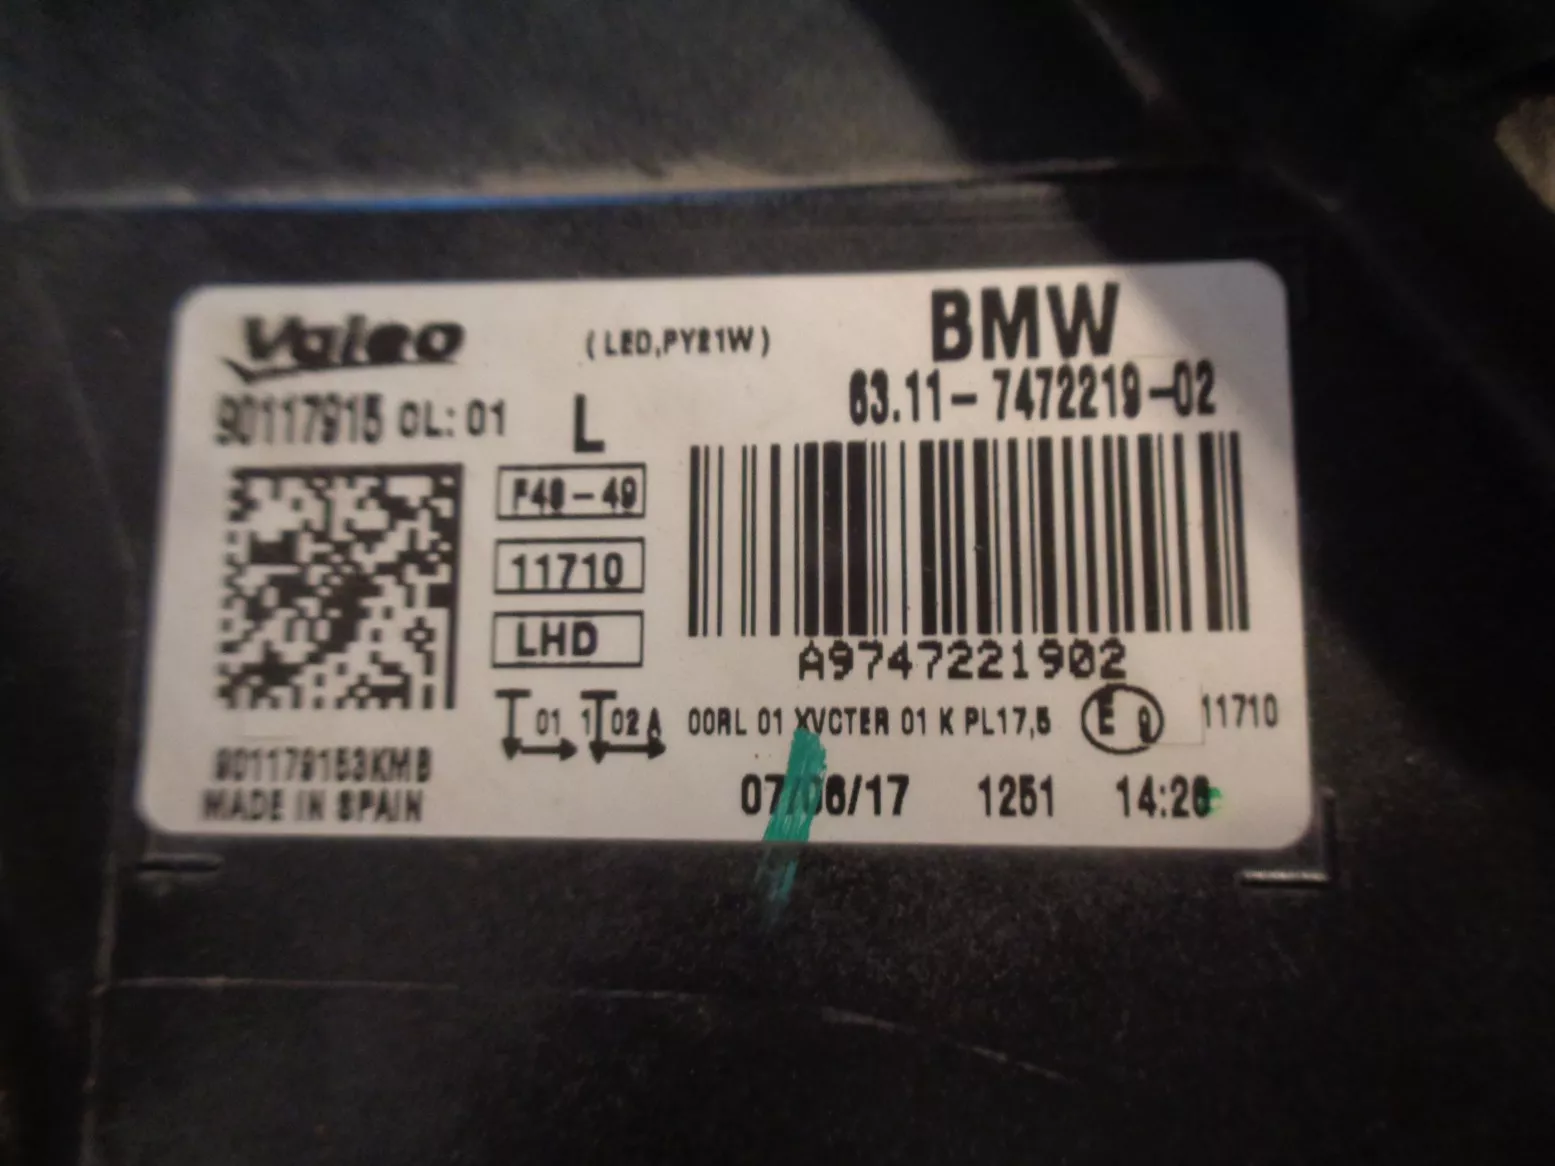 Valeo
(LED,PY21W)
BMW
63.11-7472219-02
90117915 OL:01
L
F48-49
11710
LHD
A9747221902
01 1 02 A
00RL 01 XVCTER 01 K PL17,5
E 9
11710
901179153KMB
MADE IN SPAIN
07/06/17 1251 14:26